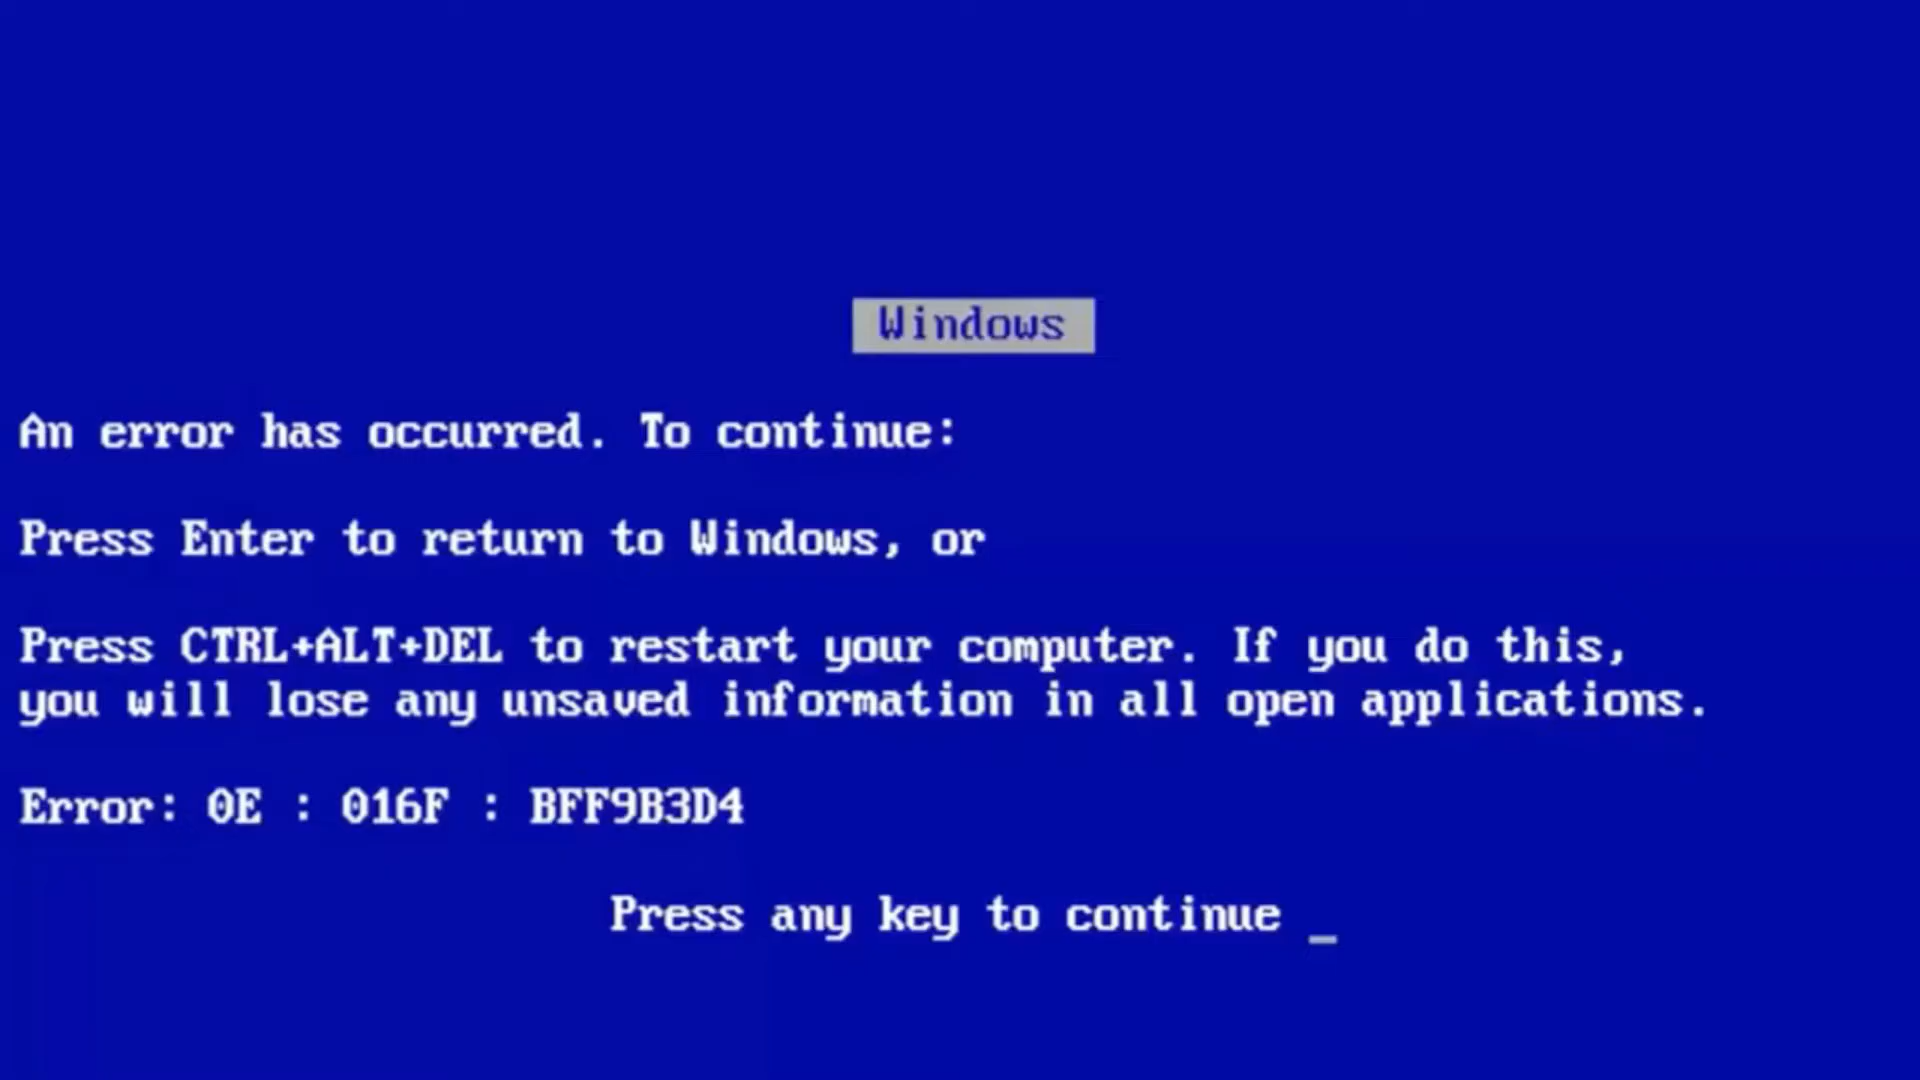 Windows
An error has occurred. To continue:
Press Enter to return to Windows, or
Press CTRL+ALT+DEL to restart your computer. If you do this,
you will lose any unsaved information in all open applications.
Error: 0E : 016F : BFF9B3D4
Press any key to continue _